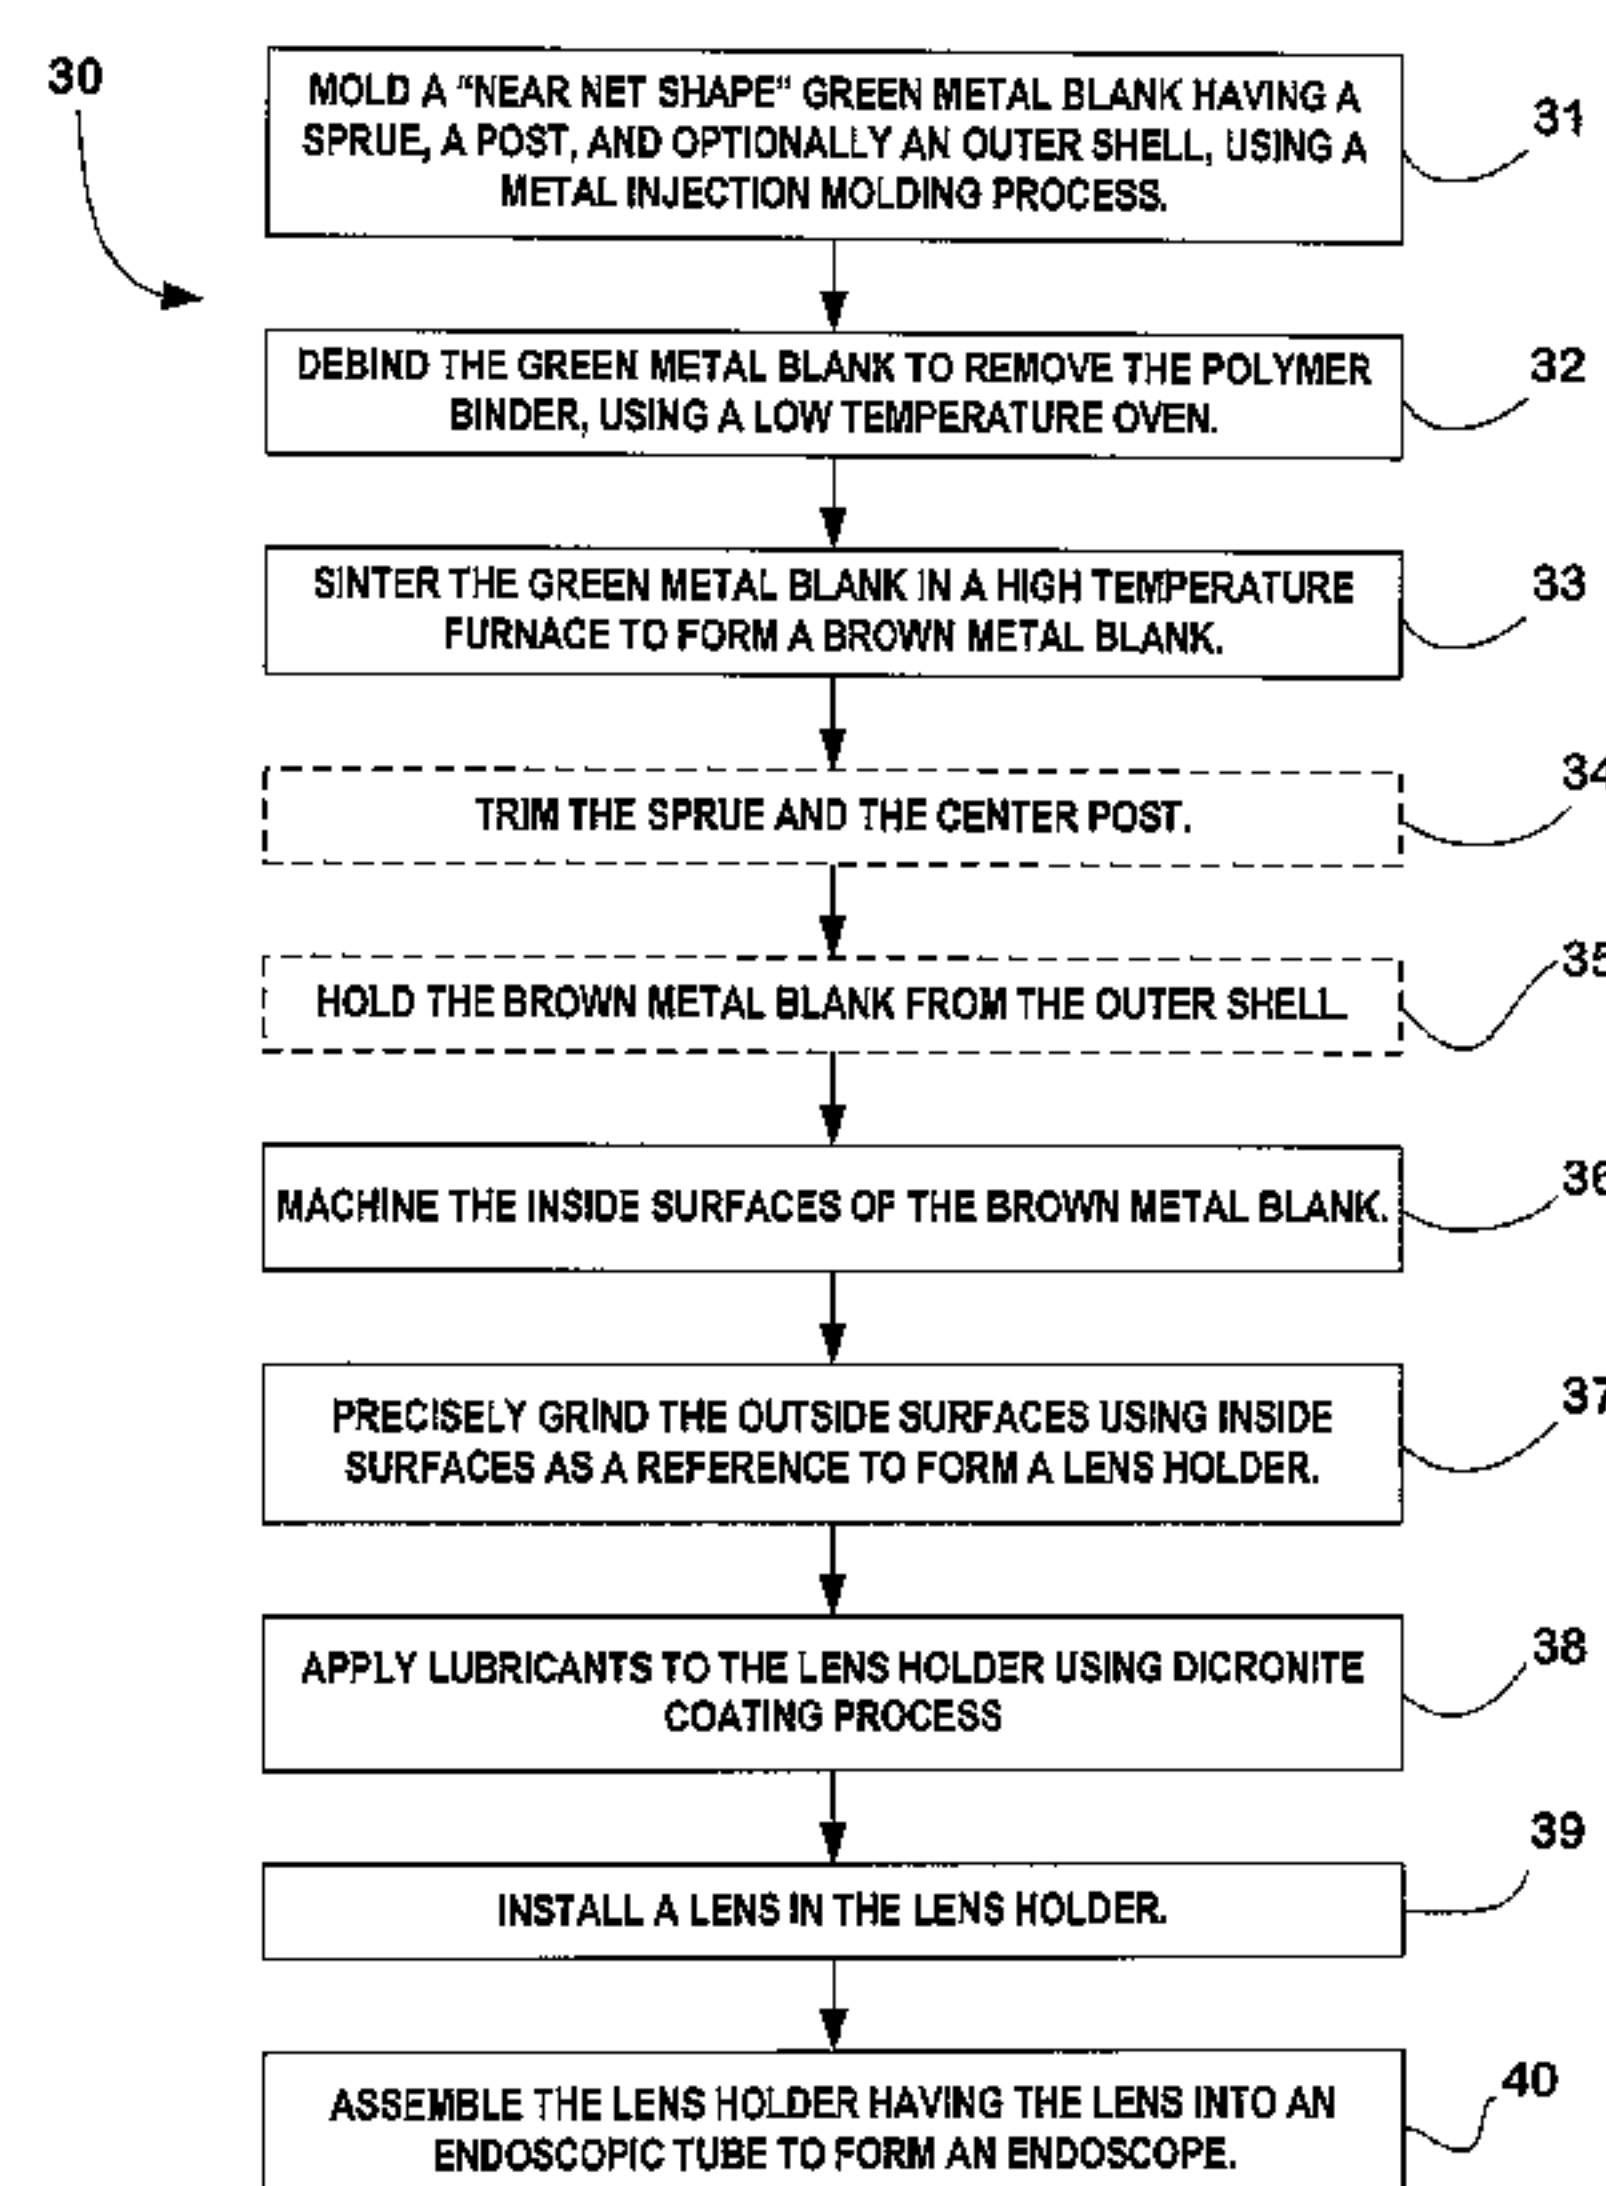 30
MOLD A "NEAR NET SHAPE" GREEN METAL BLANK HAVING A
SPRUE, A POST, AND OPTIONALLY AN OUTER SHELL, USING A
METAL INJECTION MOLDING PROCESS.
31
DEBIND THE GREEN METAL BLANK TO REMOVE THE POLYMER
BINDER, USING A LOW TEMPERATURE OVEN.
32
SINTER THE GREEN METAL BLANK IN A HIGH TEMPERATURE
FURNACE TO FORM A BROWN METAL BLANK.
33
TRIM THE SPRUE AND THE CENTER POST.
34
HOLD THE BROWN METAL BLANK FROM THE OUTER SHELL
35
MACHINE THE INSIDE SURFACES OF THE BROWN METAL BLANK.
36
PRECISELY GRIND THE OUTSIDE SURFACES USING INSIDE
SURFACES AS A REFERENCE TO FORM A LENS HOLDER.
37
APPLY LUBRICANTS TO THE LENS HOLDER USING DICRONITE
COATING PROCESS
38
INSTALL A LENS IN THE LENS HOLDER.
39
ASSEMBLE THE LENS HOLDER HAVING THE LENS INTO AN
ENDOSCOPIC TUBE TO FORM AN ENDOSCOPE.
40